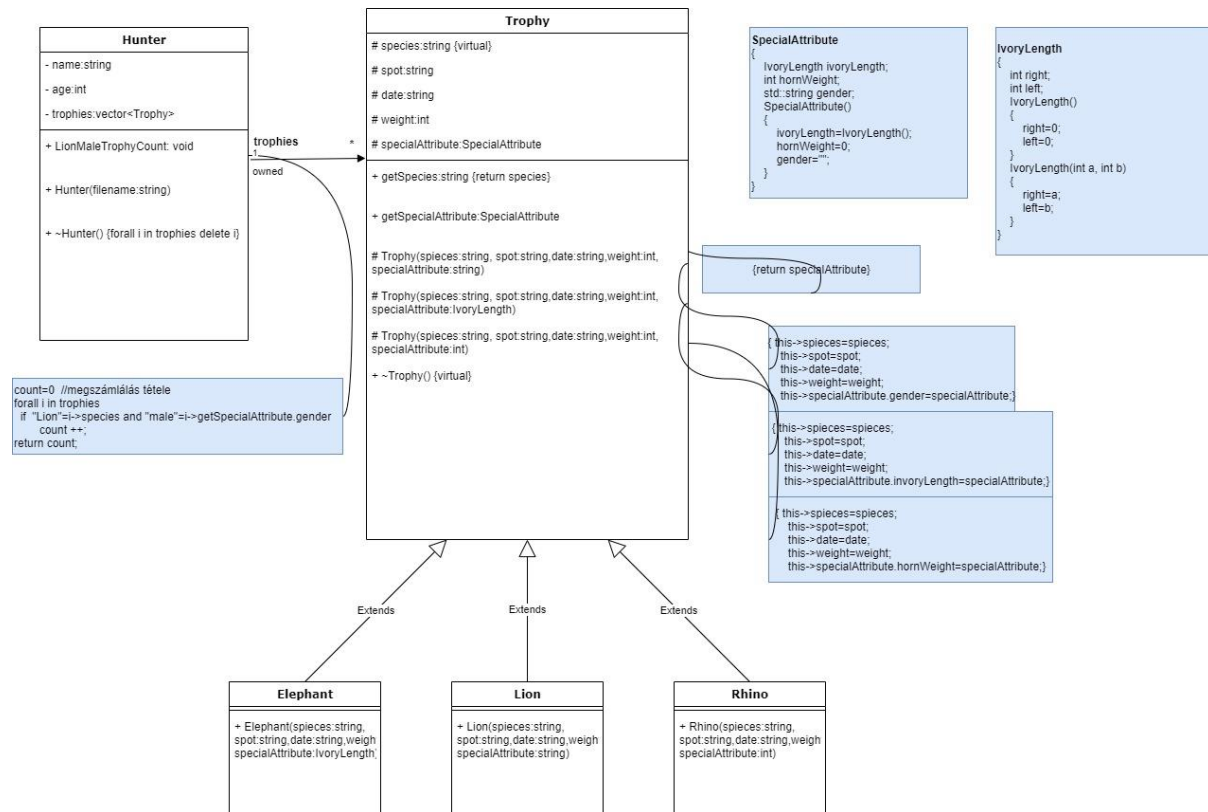 Hunter
- name:string
- age:int
- trophies:vector<Trophy>
+ LionMaleTrophyCount: void
+ Hunter(filename:string)
+ ~Hunter() {forall i in trophies delete i}
trophies
*
1
owned
count=0 //megszámlálás tétele
forall i in trophies
if "Lion"=i->species and "male"=i->getSpecialAttribute.gender
count ++;
return count;
Trophy
# species:string {virtual}
# spot:string
# date:string
# weight:int
# specialAttribute:SpecialAttribute
+ getSpecies:string {return species}
+ getSpecialAttribute:SpecialAttribute
# Trophy(spieces:string, spot:string,date:string,weight:int,
specialAttribute:string)
# Trophy(spieces:string, spot:string,date:string,weight:int,
specialAttribute:IvoryLength)
# Trophy(spieces:string, spot:string,date:string,weight:int,
specialAttribute:int)
+ ~Trophy() {virtual}
SpecialAttribute
{
IvoryLength ivoryLength;
int hornWeight;
std::string gender;
SpecialAttribute()
{
ivoryLength=IvoryLength();
hornWeight=0;
gender="";
}
}
IvoryLength
{
int right;
int left;
IvoryLength()
{
right=0;
left=0;
}
IvoryLength(int a, int b)
{
right=a;
left=b;
}
}
{return specialAttribute}
{ this->spieces=spieces;
this->spot=spot;
this->date=date;
this->weight=weight;
this->specialAttribute.gender=specialAttribute;}
{ this->spieces=spieces;
this->spot=spot;
this->date=date;
this->weight=weight;
this->specialAttribute.invoryLength=specialAttribute;}
{ this->spieces=spieces;
this->spot=spot;
this->date=date;
this->weight=weight;
this->specialAttribute.hornWeight=specialAttribute;}
Extends
Extends
Extends
Elephant
+ Elephant(spieces:string,
spot:string,date:string,weigh
specialAttribute:IvoryLength)
Lion
+ Lion(spieces:string,
spot:string,date:string,weigh
specialAttribute:string)
Rhino
+ Rhino(spieces:string,
spot:string,date:string,weigh
specialAttribute:int)